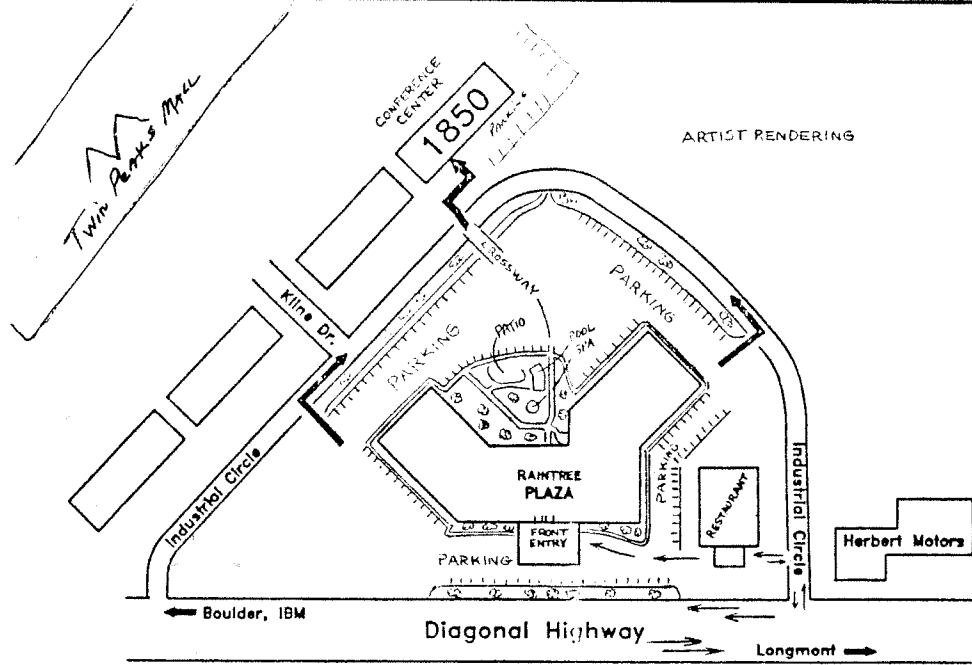 CONFERENCE
CENTER
1850
PARKING
ARTIST RENDERING
TWIN PEAKS MALL
CROSSWAY
PARKING
Kline Dr.
PATIO
POOL
SPA
PARKING
Industrial Circle
RAINTREE
PLAZA
PARKING
RESTAURANT
Industrial Circle
FRONT
ENTRY
Herbert Motors
PARKING
Boulder, IBM
Diagonal Highway
Longmont